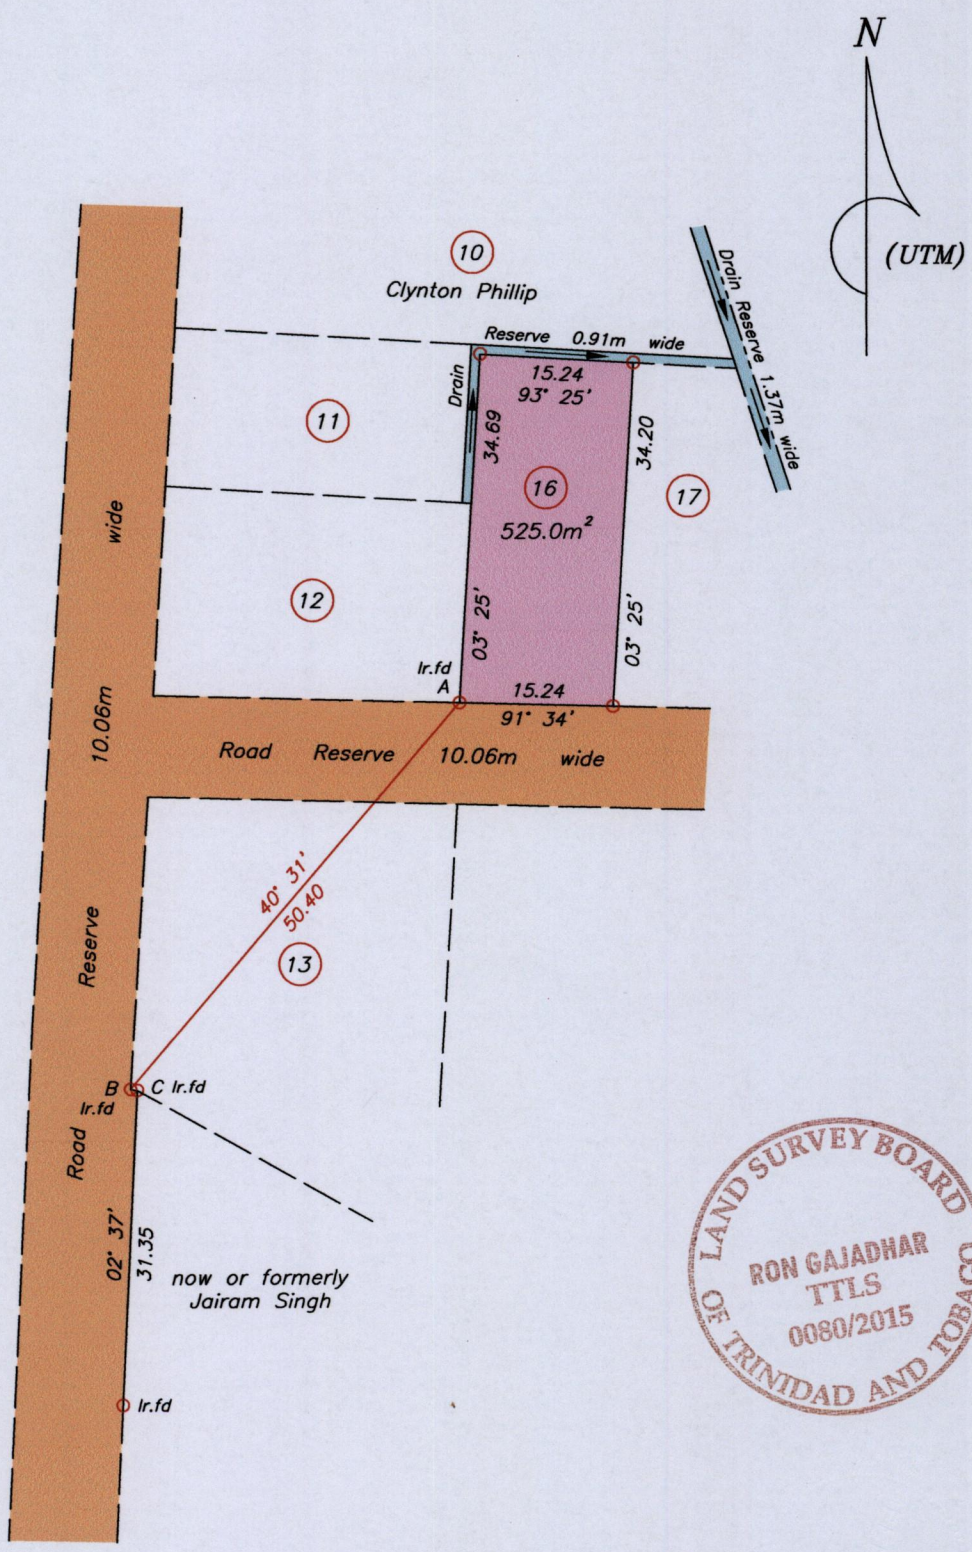 N
(UTM)
10
Clynton Phillip
Reserve 0.91m wide
Drain
Drain Reserve 1.37m wide
15.24
93° 25'
11
34.69
34.20
16
17
525.0m²
wide
12
03° 25'
03° 25'
Ir.fd
A
15.24
91° 34'
10.06m
Road Reserve 10.06m wide
40° 31'
50.40
Reserve
13
B
C Ir.fd
Ir.fd
Road
02° 37'
31.35
now or formerly
Jairam Singh
Ir.fd
LAND SURVEY BOARD
OF TRINIDAD AND TOBAGO
RON GAJADHAR
TTLS
0080/2015